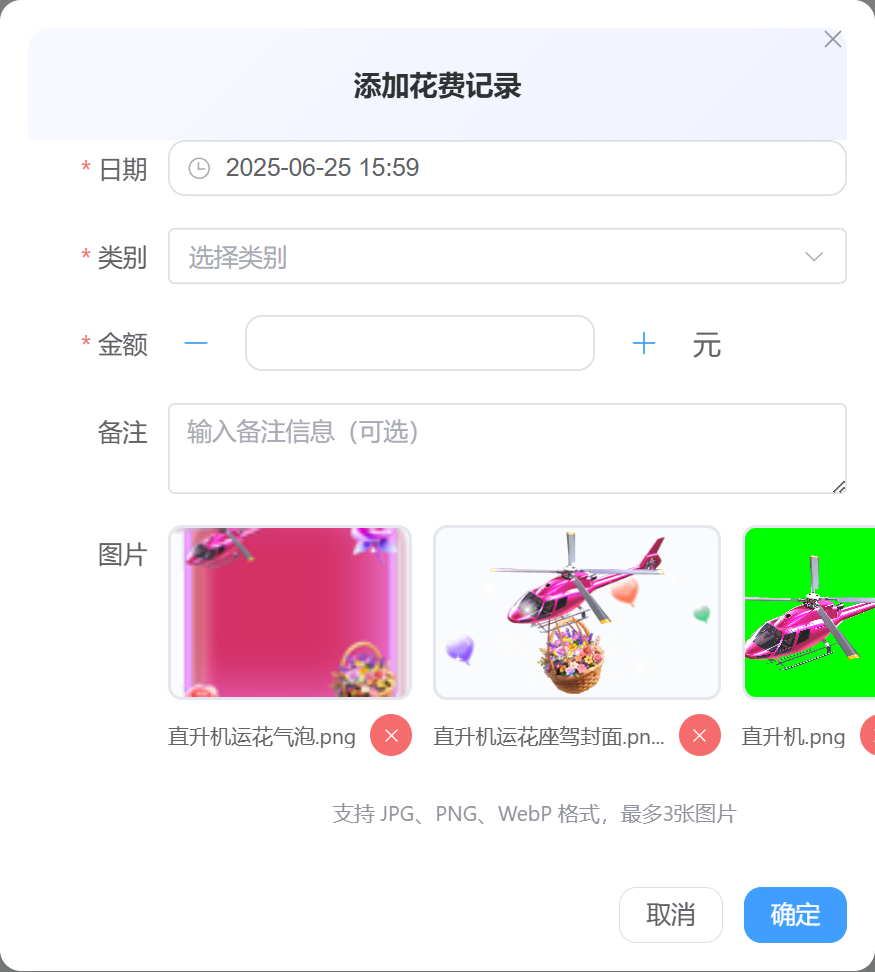 添加花费记录
* 日期 2025-06-25 15:59
* 类别 选择类别
* 金额 元
备注 输入备注信息（可选）
图片
直升机运花气泡.png 直升机运花座驾封面.pn... 直升机.png
支持 JPG、PNG、WebP 格式，最多3张图片
取消 确定